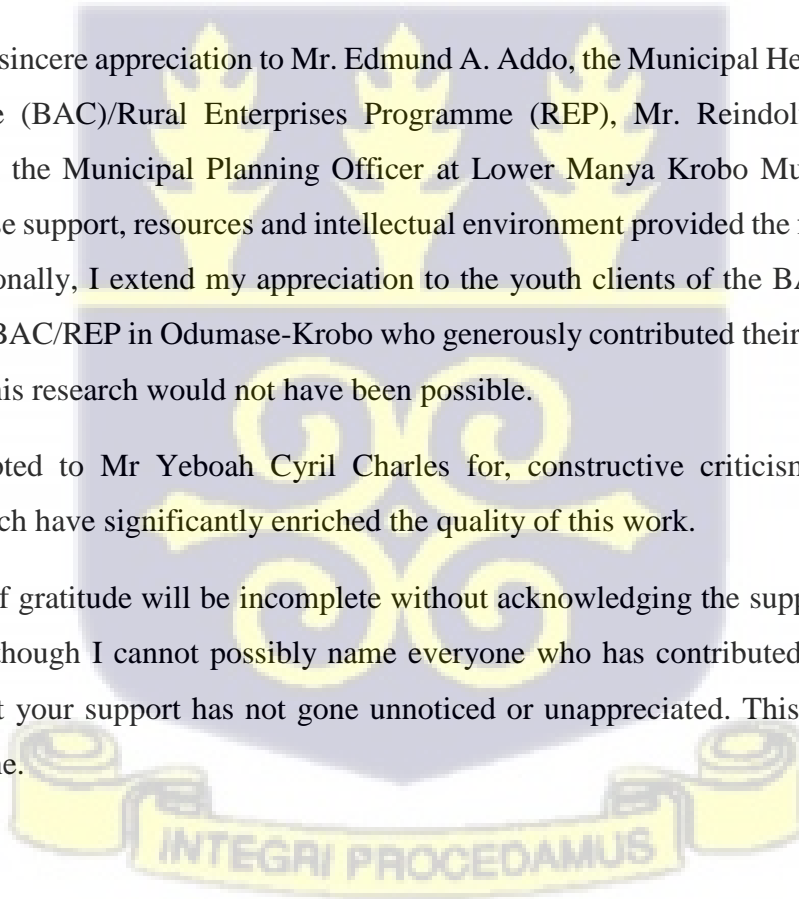 sincere appreciation to Mr. Edmund A. Addo, the Municipal He
(BAC)/Rural Enterprises Programme (REP), Mr. Reindol
the Municipal Planning Officer at Lower Manya Krobo Mu
e support, resources and intellectual environment provided the
onally, I extend my appreciation to the youth clients of the BA
BAC/REP in Odumase-Krobo who generously contributed their
his research would not have been possible.
pted to Mr Yeboah Cyril Charles for, constructive criticism
ch have significantly enriched the quality of this work.
f gratitude will be incomplete without acknowledging the supp
though I cannot possibly name everyone who has contributed
t your support has not gone unnoticed or unappreciated. This
ne.
INTEGRI PROCEDAMUS